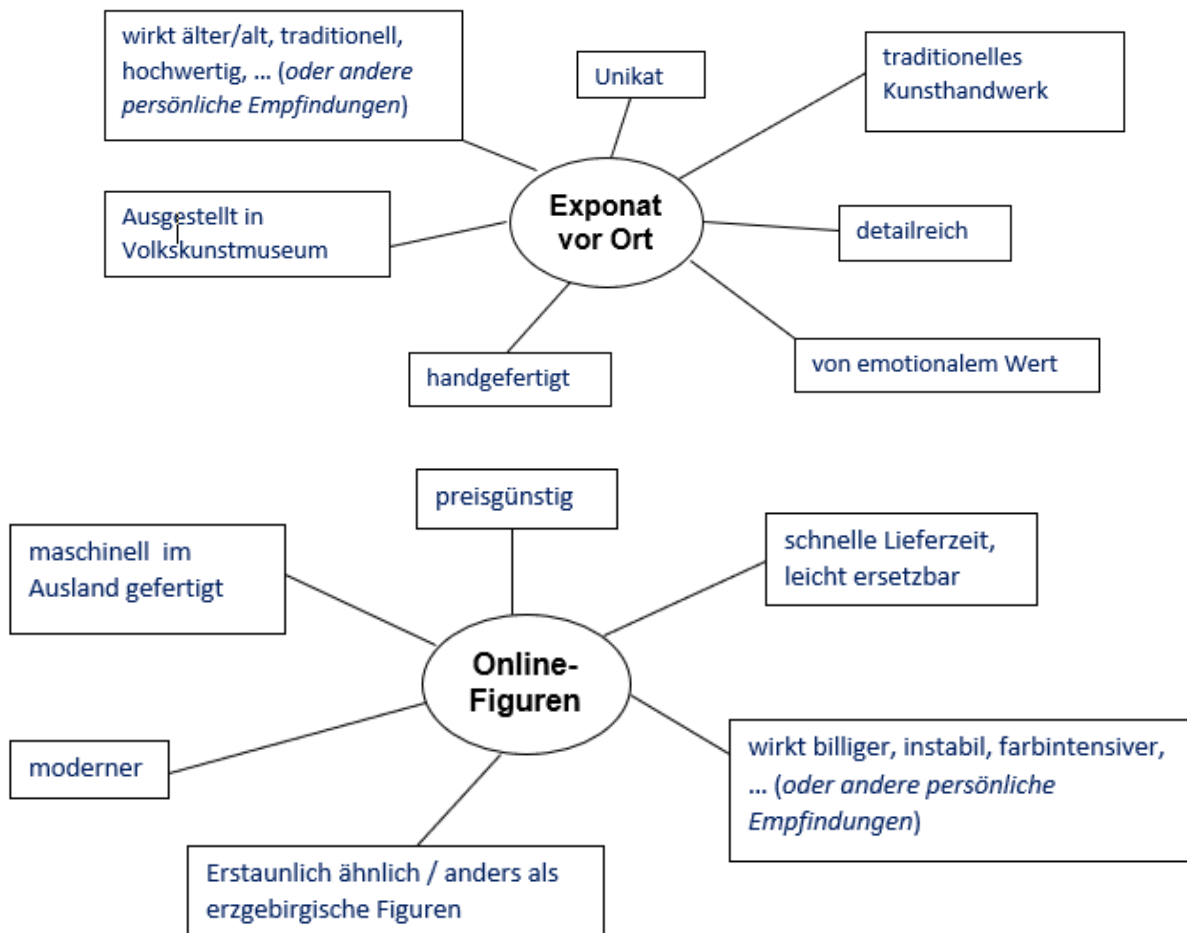 wirkt älter/alt, traditionell,
hochwertig, ... (oder andere
persönliche Empfindungen)
Unikat
traditionelles
Kunsthandwerk
Ausgestellt in
Volkskunstmuseum
Exponat
vor Ort
detailreich
handgefertigt
von emotionalem Wert
preisgünstig
maschinell im
Ausland gefertigt
schnelle Lieferzeit,
leicht ersetzbar
Online-
Figuren
moderner
wirkt billiger, instabil, farbintensiver,
... (oder andere persönliche
Empfindungen)
Erstaunlich ähnlich / anders als
erzgebirgische Figuren